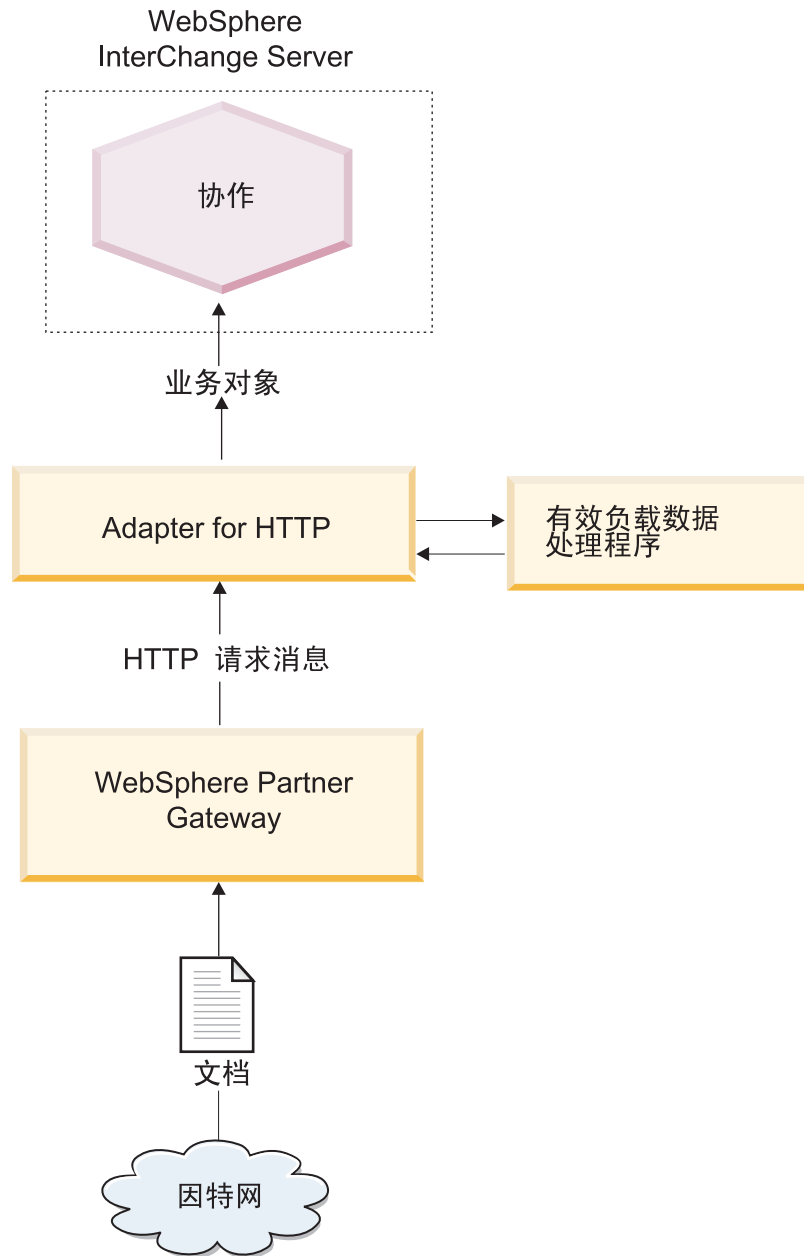 WebSphere
InterChange Server
协作
业务对象
Adapter for HTTP
有效负载数据
处理程序
HTTP 请求消息
WebSphere Partner
Gateway
文档
因特网